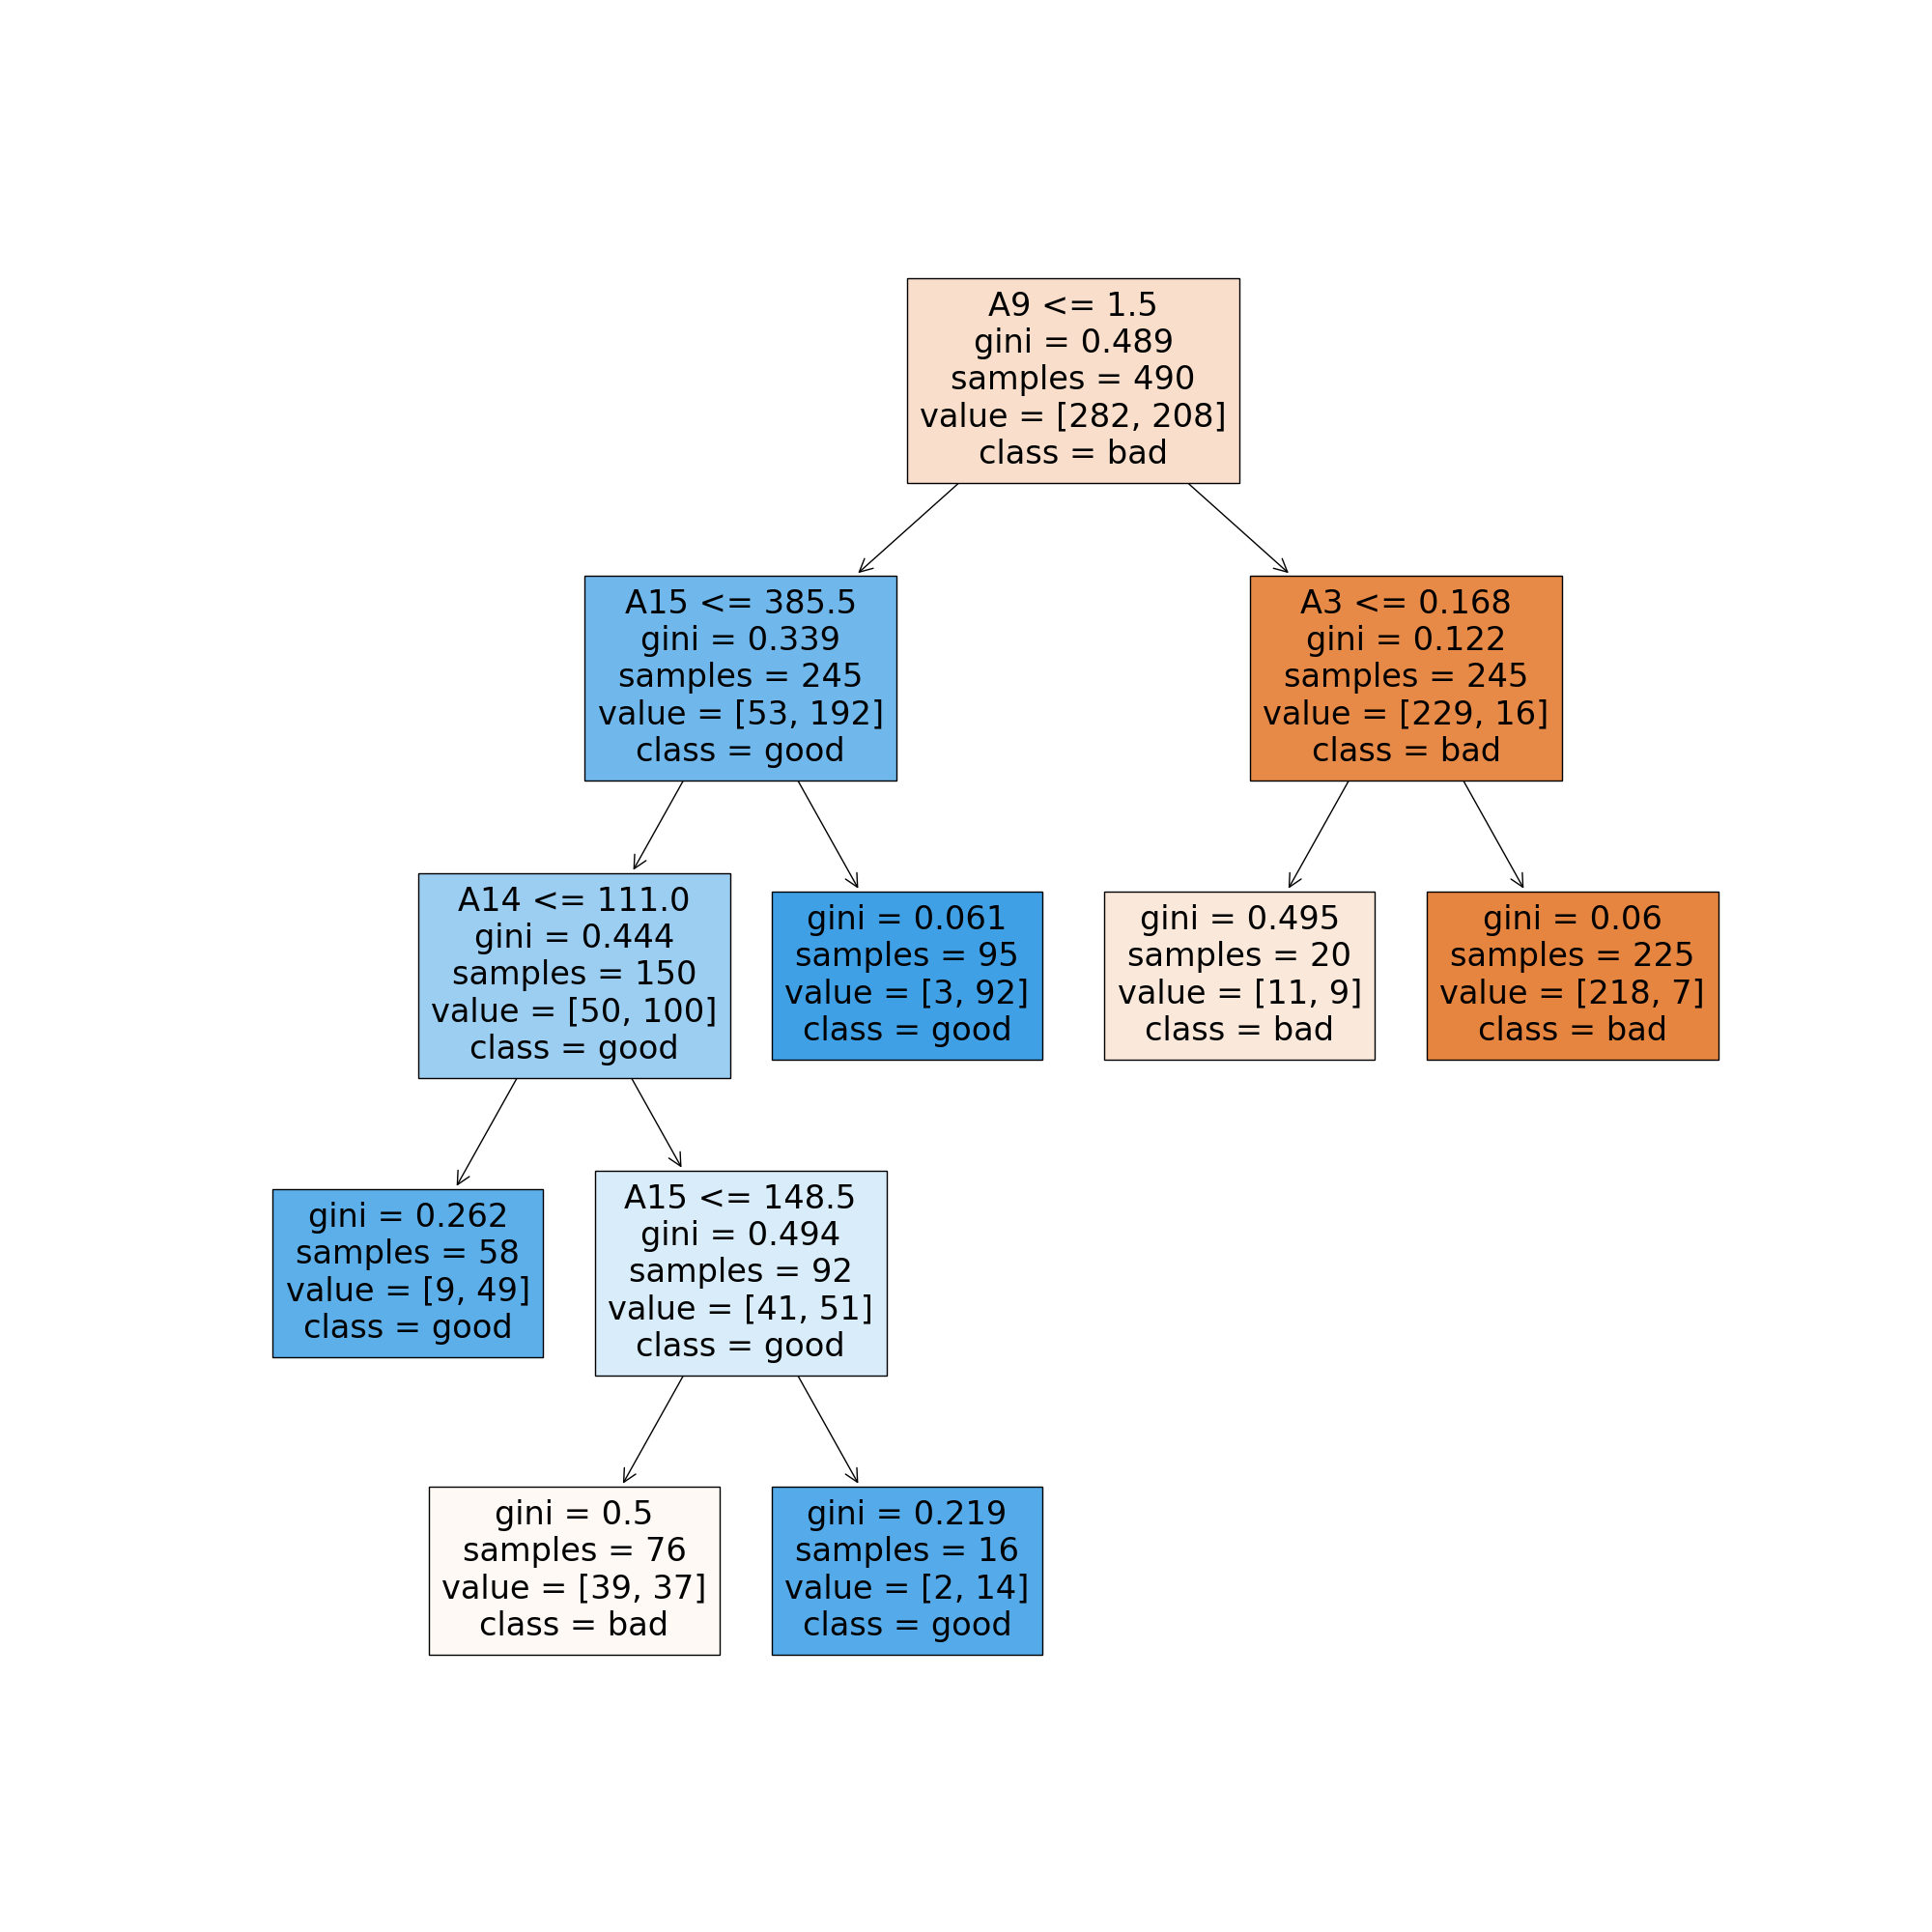 A9 <= 1.5
gini = 0.489
samples = 490
value = [282, 208]
class = bad
A15 <= 385.5
gini = 0.339
samples = 245
value = [53, 192]
class = good
A3 <= 0.168
gini = 0.122
samples = 245
value = [229, 16]
class = bad
A14 <= 111.0
gini = 0.444
samples = 150
value = [50, 100]
class = good
gini = 0.061
samples = 95
value = [3, 92]
class = good
gini = 0.495
samples = 20
value = [11, 9]
class = bad
gini = 0.06
samples = 225
value = [218, 7]
class = bad
gini = 0.262
samples = 58
value = [9, 49]
class = good
A15 <= 148.5
gini = 0.494
samples = 92
value = [41, 51]
class = good
gini = 0.5
samples = 76
value = [39, 37]
class = bad
gini = 0.219
samples = 16
value = [2, 14]
class = good